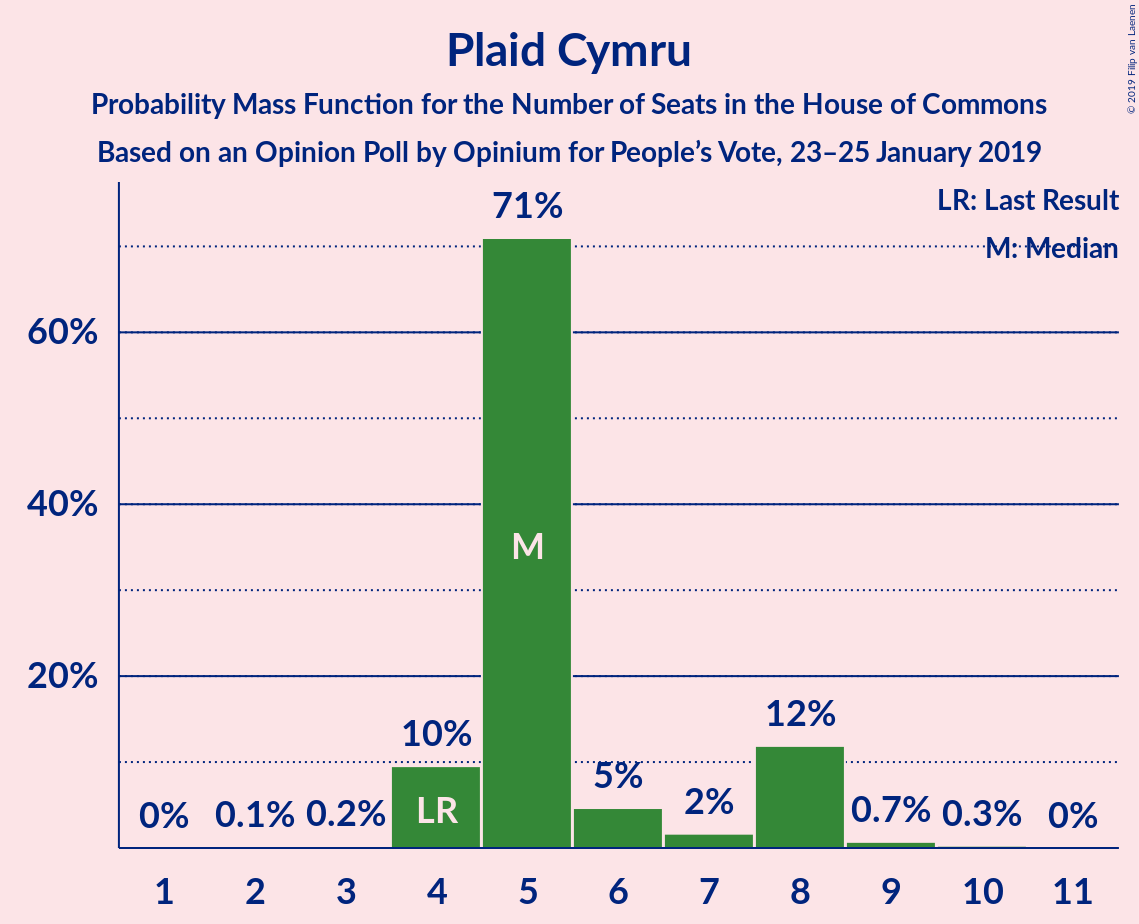 Plaid Cymru
Probability Mass Function for the Number of Seats in the House of Commons
Based on an Opinion Poll by Opinium for People’s Vote, 23–25 January 2019
© 2019 Filip van Laenen
LR: Last Result
M: Median
71%
60%
40%
20%
M
0%
0.1%
0.2%
10%
LR
5%
2%
12%
0.7%
0.3%
0%
1 2 3 4 5 6 7 8 9 10 11